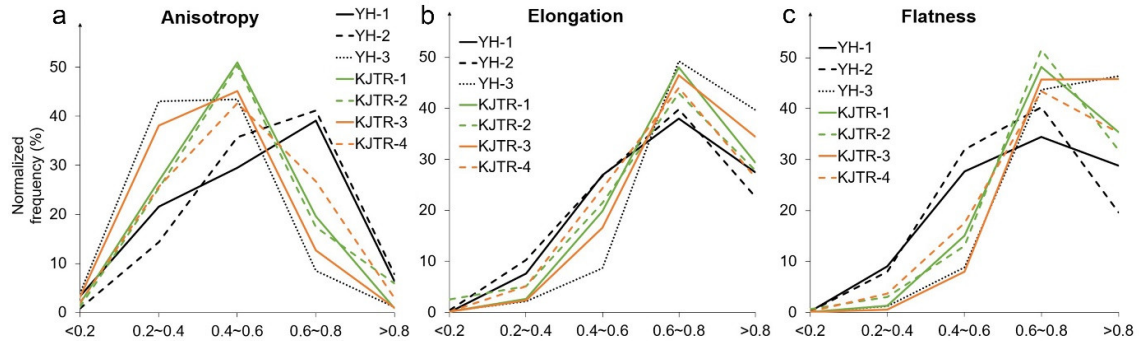 a
Anisotropy
YH-1
YH-2
YH-3
KJTR-1
KJTR-2
KJTR-3
KJTR-4
Normalized
frequency (%)
50
40
30
20
10
0
<0.2
0.2~0.4
0.4~0.6
0.6~0.8
>0.8
b
Elongation
YH-1
YH-2
YH-3
KJTR-1
KJTR-2
KJTR-3
KJTR-4
50
40
30
20
10
0
<0.2
0.2~0.4
0.4~0.6
0.6~0.8
>0.8
c
Flatness
YH-1
YH-2
YH-3
KJTR-1
KJTR-2
KJTR-3
KJTR-4
50
40
30
20
10
0
<0.2
0.2~0.4
0.4~0.6
0.6~0.8
>0.8